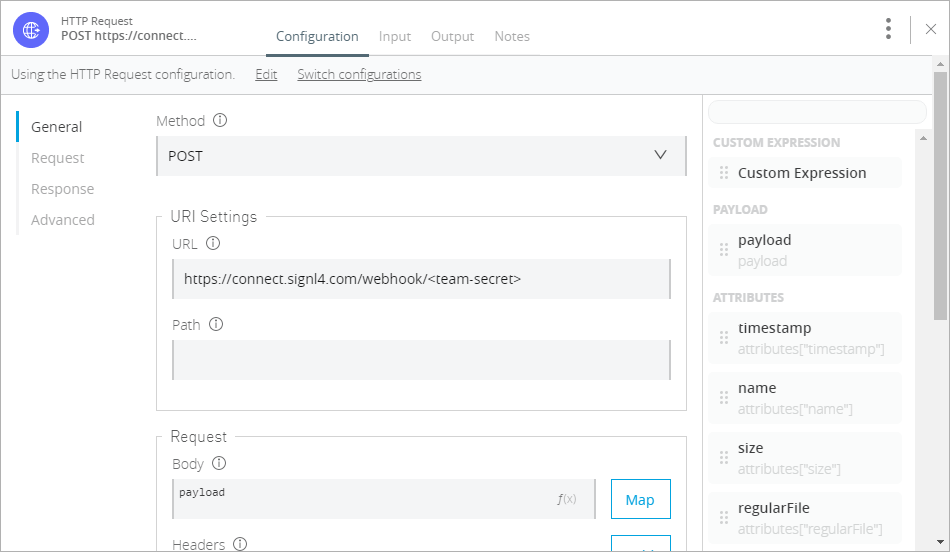 HTTP Request
POST https://connect....
Configuration
Input
Output
Notes
Using the HTTP Request configuration.
Edit
Switch configurations
General
Request
Response
Advanced
Method
POST
URI Settings
URL
https://connect.signl4.com/webhook/<team-secret>
Path
Request
Body
payload
ƒ(x)
Map
Headers
CUSTOM EXPRESSION
Custom Expression
PAYLOAD
payload
payload
ATTRIBUTES
timestamp
attributes["timestamp"]
name
attributes["name"]
size
attributes["size"]
regularFile
attributes["regularFile"]